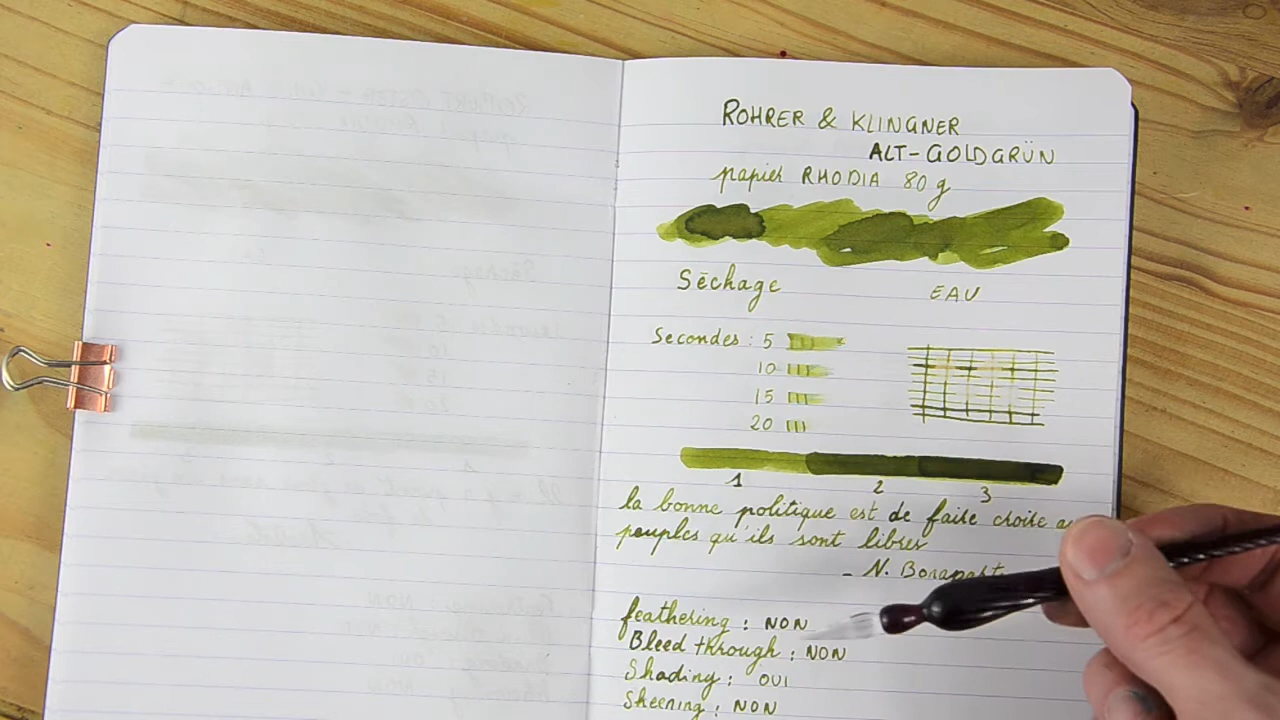 ROHRER & KLINGNER
ALT-GOLDGRÜN
papier RHODIA 80 g
Séchage
EAU
Secondes : 5
10
15
20
1 2 3
la bonne politique est de faire croire
peuples qu'ils sont libres
- N. Bonaparte
feathering : NON
Bleed through : NON
Shading : OUI
Sheening : NON